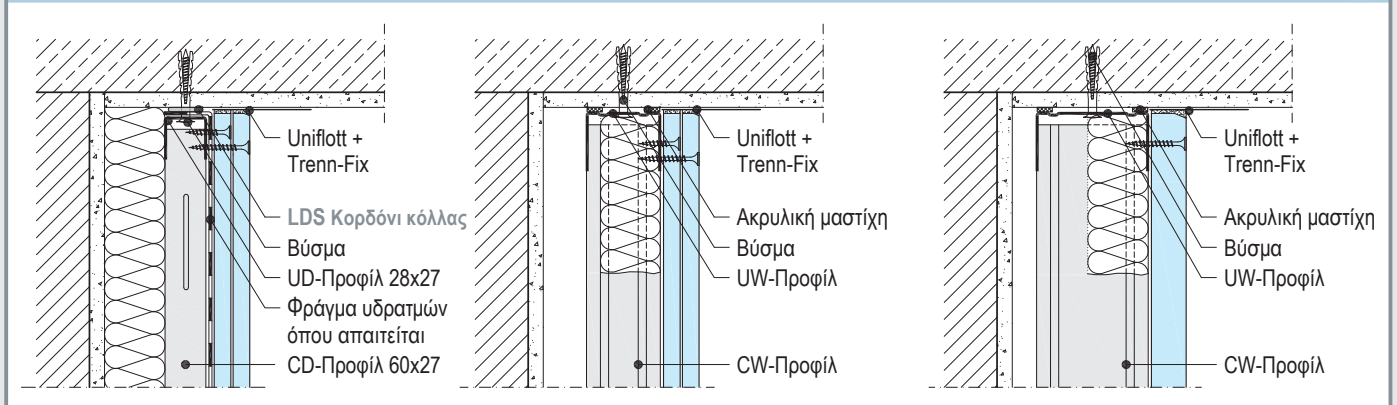 Uniflott +
Trenn-Fix
LDS Κορδόνι κόλλας
Βύσμα
UD-Προφίλ 28x27
Φράγμα υδρατμών
όπου απαιτείται
CD-Προφίλ 60x27
Uniflott +
Trenn-Fix
Ακρυλική μαστίχη
Βύσμα
UW-Προφίλ
CW-Προφίλ
Uniflott +
Trenn-Fix
Ακρυλική μαστίχη
Βύσμα
UW-Προφίλ
CW-Προφίλ